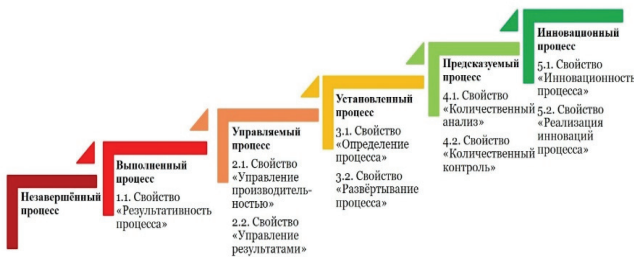 Незавершённый
процесс
Выполненный
процесс
1.1. Свойство
«Результативность
процесса»
Управляемый
процесс
2.1. Свойство
«Управление
производитель-
ностью»
2.2. Свойство
«Управление
результатами»
Установленный
процесс
3.1. Свойство
«Определение
процесса»
3.2. Свойство
«Развёртывание
процесса»
Предсказуемый
процесс
4.1. Свойство
«Количественный
анализ»
4.2. Свойство
«Количественный
контроль»
Инновационный
процесс
5.1. Свойство
«Инновационность
процесса»
5.2. Свойство
«Реализация
инноваций
процесса»